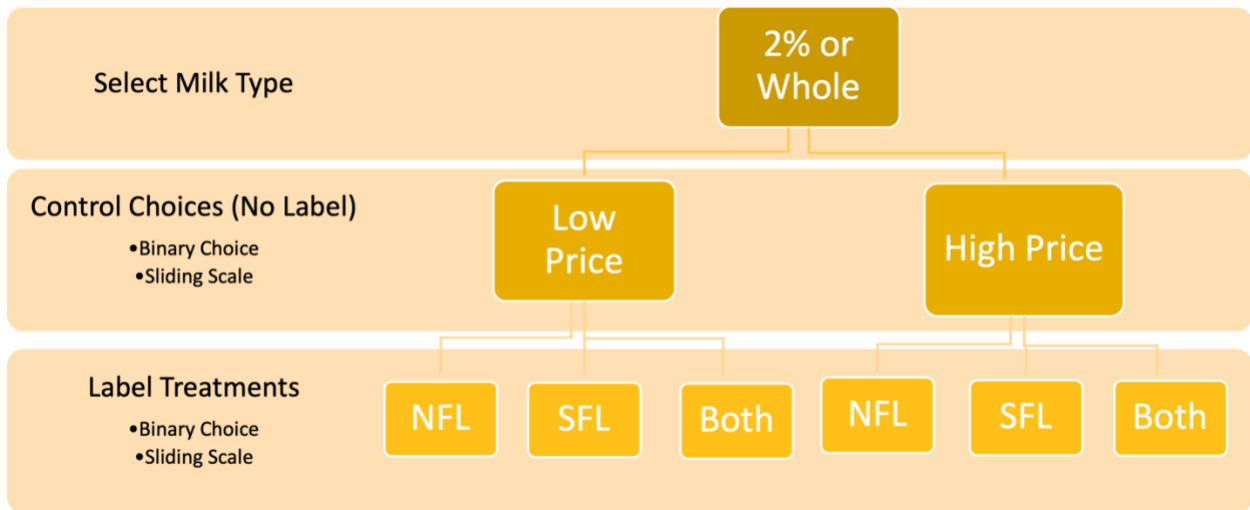 Select Milk Type
2% or
Whole
Control Choices (No Label)
•Binary Choice
•Sliding Scale
Low
Price
High Price
Label Treatments
•Binary Choice
•Sliding Scale
NFL
SFL
Both
NFL
SFL
Both